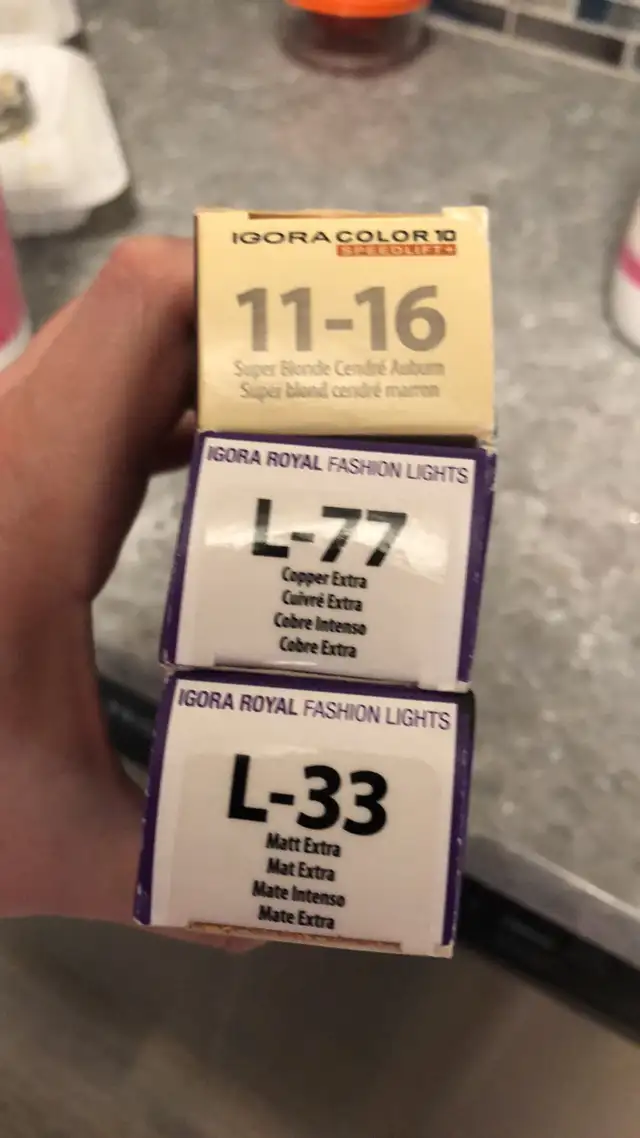 IGORA COLOR 10
SPEEDLIFT+
11-16
Super Blonde Cendré Auburn
Super blond cendré marron
IGORA ROYAL FASHION LIGHTS
L-77
Copper Extra
Cuivré Extra
Cobre Intenso
Cobre Extra
IGORA ROYAL FASHION LIGHTS
L-33
Matt Extra
Mat Extra
Mate Intenso
Mate Extra